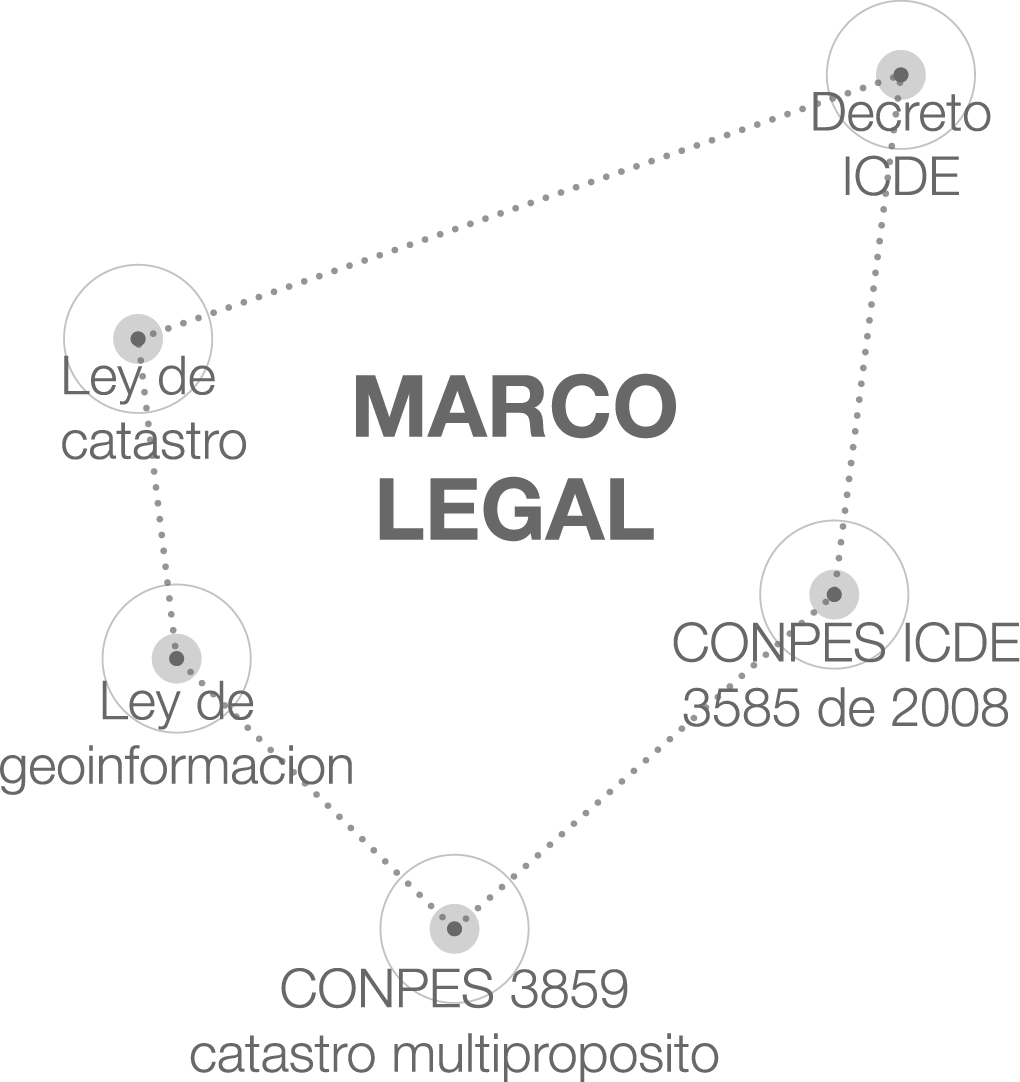 Decreto
ICDE
Ley de
catastro
MARCO
LEGAL
CONPES ICDE
3585 de 2008
Ley de
geoinformacion
CONPES 3859
catastro multiproposito